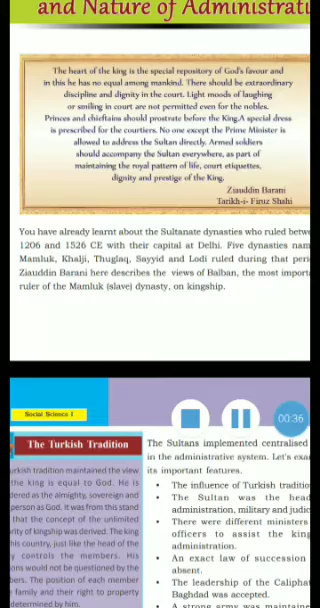 and Nature of Administrati
The heart of the king is the special repository of God's favour and
in this he has no equal among mankind. There should be extraordinary
discipline and dignity in the court. Light moods of laughing
or smiling in court are not permitted even for the nobles.
Princes and chieftains should prostrate before the King.A special dress
is prescribed for the courtiers. No one except the Prime Minister is
allowed to address the Sultan directly. Armed soldiers
should accompany the Sultan everywhere, as part of
maintaining the royal pattern of life, court etiquettes,
dignity and prestige of the King.
Ziauddin Barani
Tarikh-i- Firuz Shahi
You have already learnt about the Sultanate dynasties who ruled betwe
1206 and 1526 CE with their capital at Delhi. Five dynasties nam
Mamluk, Khalji, Thuglaq, Sayyid and Lodi ruled during that peri
Ziauddin Barani here describes the views of Balban, the most import
ruler of the Mamluk (slave) dynasty, on kingship.
Social Science I
00:36
The Turkish Tradition
urkish tradition maintained the view
the king is equal to God. He is
dered as the almighty, sovereign and
person as God. It was from this stand
that the concept of the unlimited
rity of kingship was derived. The king
his country, just like the head of the
y controls the members. His
ons would not be questioned by the
bers. The position of each member
family and their right to property
determined by him.
The Sultans implemented centralised
in the administrative system. Let's exa
its important features.
• The influence of Turkish traditio
• The Sultan was the head
administration, military and judic
• There were different ministers
officers to assist the king
administration.
• An exact law of succession
absent.
• The leadership of the Caliphat
Baghdad was accepted.
• A strong army was maintaine